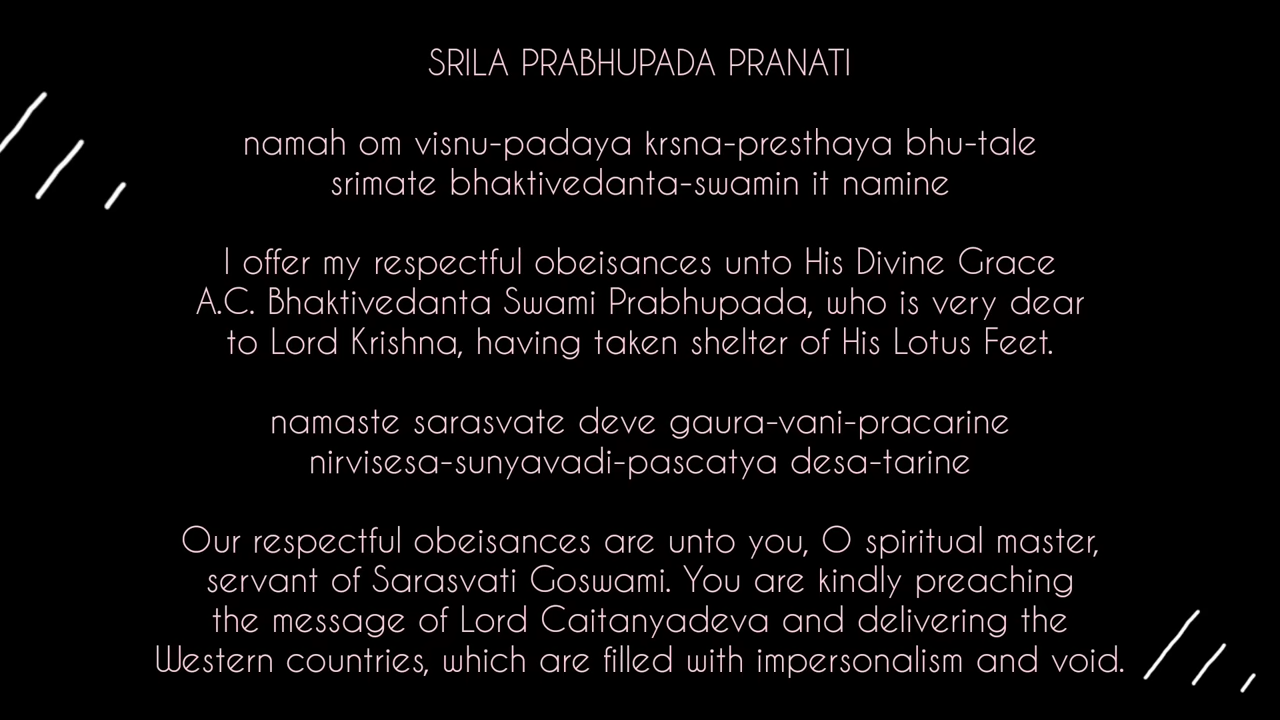 SRILA PRABHUPADA PRANATI
namah om visnu-padaya krsna-presthaya bhu-tale
srimate bhaktivedanta-swamin it namine
I offer my respectful obeisances unto His Divine Grace
A.C. Bhaktivedanta Swami Prabhupada, who is very dear
to Lord Krishna, having taken shelter of His Lotus Feet.
namaste sarasvate deve gaura-vani-pracarine
nirvisesa-sunyavadi-pascatya desa-tarine
Our respectful obeisances are unto you, O spiritual master,
servant of Sarasvati Goswami. You are kindly preaching
the message of Lord Caitanyadeva and delivering the
Western countries, which are filled with impersonalism and void.